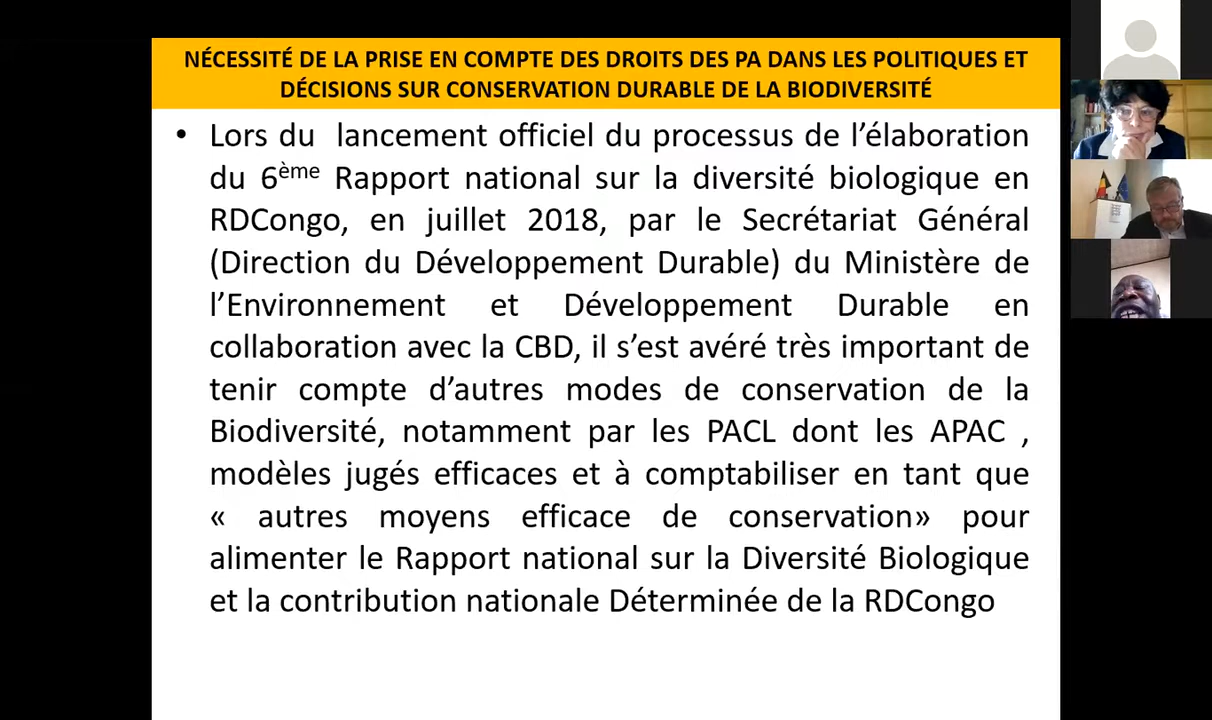 NÉCESSITÉ DE LA PRISE EN COMPTE DES DROITS DES PA DANS LES POLITIQUES ET
DÉCISIONS SUR CONSERVATION DURABLE DE LA BIODIVERSITÉ
• Lors du lancement officiel du processus de l’élaboration
du 6ème Rapport national sur la diversité biologique en
RDCongo, en juillet 2018, par le Secrétariat Général
(Direction du Développement Durable) du Ministère de
l’Environnement et Développement Durable en
collaboration avec la CBD, il s’est avéré très important de
tenir compte d’autres modes de conservation de la
Biodiversité, notamment par les PACL dont les APAC ,
modèles jugés efficaces et à comptabiliser en tant que
« autres moyens efficace de conservation» pour
alimenter le Rapport national sur la Diversité Biologique
et la contribution nationale Déterminée de la RDCongo